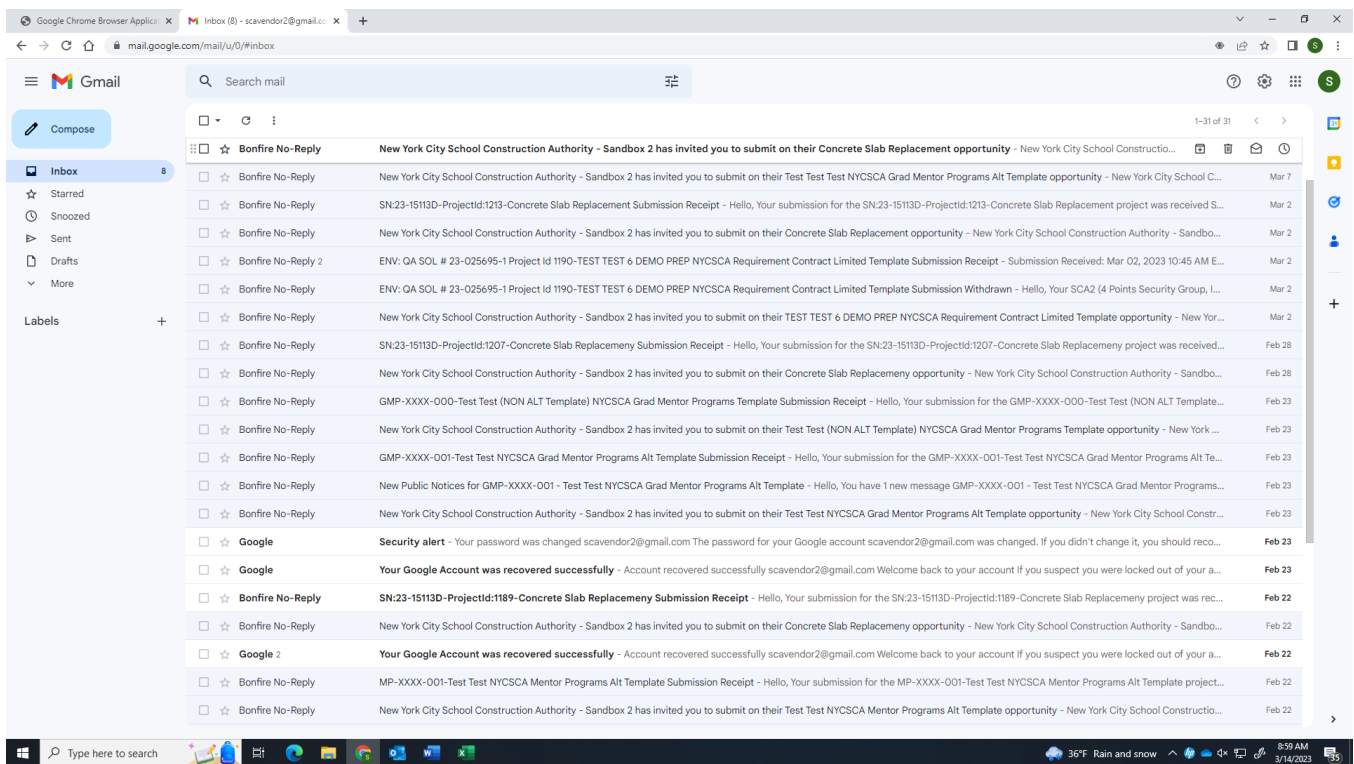 Google Chrome Browser Applicat
Inbox (8) - scavendor2@gmail.co
mail.google.com/mail/u/0/#inbox
S
Gmail
Search mail
S
Compose
1–31 of 31
31
Inbox 8
Starred
Snoozed
Sent
Drafts
More
Labels
Bonfire No-Reply New York City School Construction Authority - Sandbox 2 has invited you to submit on their Concrete Slab Replacement opportunity - New York City School Constructio...
Bonfire No-Reply New York City School Construction Authority - Sandbox 2 has invited you to submit on their Test Test Test NYCSCA Grad Mentor Programs Alt Template opportunity - New York City School C... Mar 7
Bonfire No-Reply SN:23-15113D-ProjectId:1213-Concrete Slab Replacement Submission Receipt - Hello, Your submission for the SN:23-15113D-ProjectId:1213-Concrete Slab Replacement project was received S... Mar 2
Bonfire No-Reply New York City School Construction Authority - Sandbox 2 has invited you to submit on their Concrete Slab Replacement opportunity - New York City School Construction Authority - Sandbo... Mar 2
Bonfire No-Reply 2 ENV: QA SOL # 23-025695-1 Project Id 1190-TEST TEST 6 DEMO PREP NYCSCA Requirement Contract Limited Template Submission Receipt - Submission Received: Mar 02, 2023 10:45 AM E... Mar 2
Bonfire No-Reply ENV: QA SOL # 23-025695-1 Project Id 1190-TEST TEST 6 DEMO PREP NYCSCA Requirement Contract Limited Template Submission Withdrawn - Hello, Your SCA2 (4 Points Security Group, I... Mar 2
Bonfire No-Reply New York City School Construction Authority - Sandbox 2 has invited you to submit on their TEST TEST 6 DEMO PREP NYCSCA Requirement Contract Limited Template opportunity - New Yor... Mar 2
Bonfire No-Reply SN:23-15113D-ProjectId:1207-Concrete Slab Replacemeny Submission Receipt - Hello, Your submission for the SN:23-15113D-ProjectId:1207-Concrete Slab Replacemeny project was received... Feb 28
Bonfire No-Reply New York City School Construction Authority - Sandbox 2 has invited you to submit on their Concrete Slab Replacemeny opportunity - New York City School Construction Authority - Sandbo... Feb 28
Bonfire No-Reply GMP-XXXX-000-Test Test (NON ALT Template) NYCSCA Grad Mentor Programs Template Submission Receipt - Hello, Your submission for the GMP-XXXX-000-Test Test (NON ALT Template... Feb 23
Bonfire No-Reply New York City School Construction Authority - Sandbox 2 has invited you to submit on their Test Test (NON ALT Template) NYCSCA Grad Mentor Programs Template opportunity - New York ... Feb 23
Bonfire No-Reply GMP-XXXX-001-Test Test NYCSCA Grad Mentor Programs Alt Template Submission Receipt - Hello, Your submission for the GMP-XXXX-001-Test Test NYCSCA Grad Mentor Programs Alt Te... Feb 23
Bonfire No-Reply New Public Notices for GMP-XXXX-001 - Test Test NYCSCA Grad Mentor Programs Alt Template - Hello, You have 1 new message GMP-XXXX-001 - Test Test NYCSCA Grad Mentor Programs... Feb 23
Bonfire No-Reply New York City School Construction Authority - Sandbox 2 has invited you to submit on their Test Test NYCSCA Grad Mentor Programs Alt Template opportunity - New York City School Constr... Feb 23
Google Security alert - Your password was changed scavendor2@gmail.com The password for your Google account scavendor2@gmail.com was changed. If you didn't change it, you should reco... Feb 23
Google Your Google Account was recovered successfully - Account recovered successfully scavendor2@gmail.com Welcome back to your account If you suspect you were locked out of your a... Feb 23
Bonfire No-Reply SN:23-15113D-ProjectId:1189-Concrete Slab Replacemeny Submission Receipt - Hello, Your submission for the SN:23-15113D-ProjectId:1189-Concrete Slab Replacemeny project was rec... Feb 22
Bonfire No-Reply New York City School Construction Authority - Sandbox 2 has invited you to submit on their Concrete Slab Replacemeny opportunity - New York City School Construction Authority - Sandbo... Feb 22
Google 2 Your Google Account was recovered successfully - Account recovered successfully scavendor2@gmail.com Welcome back to your account If you suspect you were locked out of your a... Feb 22
Bonfire No-Reply MP-XXXX-001-Test Test NYCSCA Mentor Programs Alt Template Submission Receipt - Hello, Your submission for the MP-XXXX-001-Test Test NYCSCA Mentor Programs Alt Template project... Feb 22
Bonfire No-Reply New York City School Construction Authority - Sandbox 2 has invited you to submit on their Test Test NYCSCA Mentor Programs Alt Template opportunity - New York City School Constructio... Feb 22
Type here to search
36°F Rain and snow
8:59 AM
3/14/2023
35